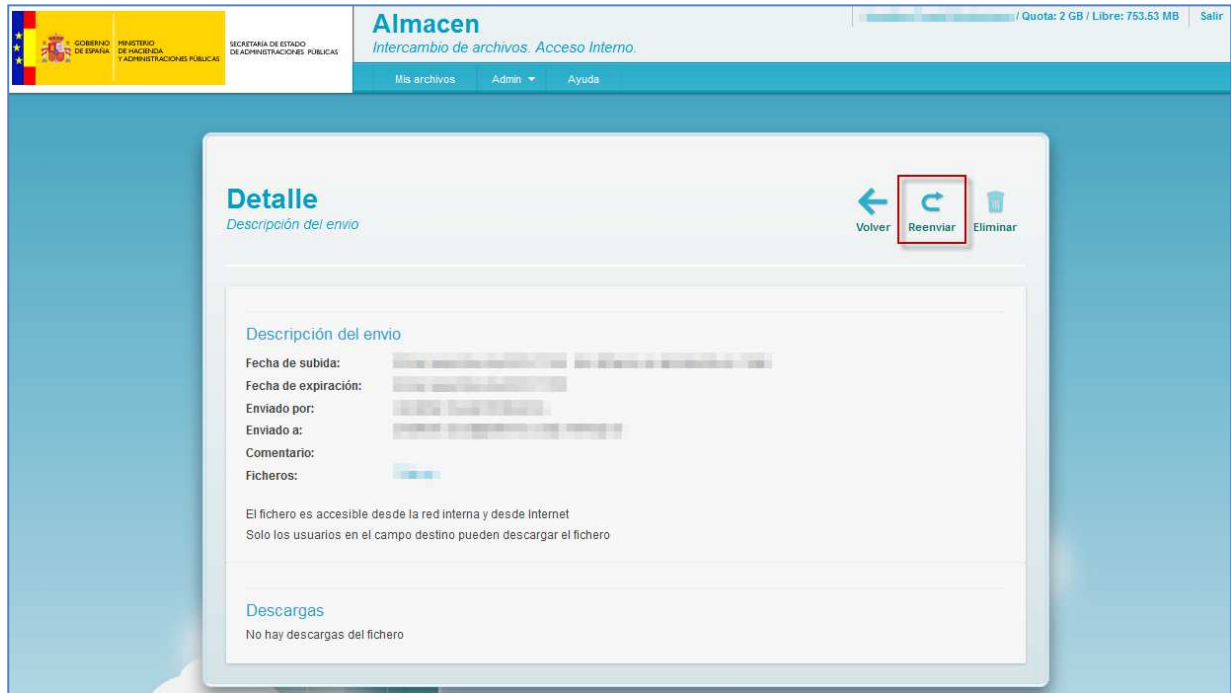 GOBIERNO DE ESPAÑA
MINISTERIO DE HACIENDA Y ADMINISTRACIONES PÚBLICAS
SECRETARÍA DE ESTADO DE ADMINISTRACIONES PÚBLICAS
Almacen
Intercambio de archivos. Acceso Interno.
/ Quota: 2 GB / Libre: 753.53 MB
Salir
Mis archivos Admin Ayuda
Detalle
Descripción del envio
Volver Reenviar Eliminar
Descripción del envio
Fecha de subida:
Fecha de expiración:
Enviado por:
Enviado a:
Comentario:
Ficheros:
El fichero es accesible desde la red interna y desde Internet
Solo los usuarios en el campo destino pueden descargar el fichero
Descargas
No hay descargas del fichero